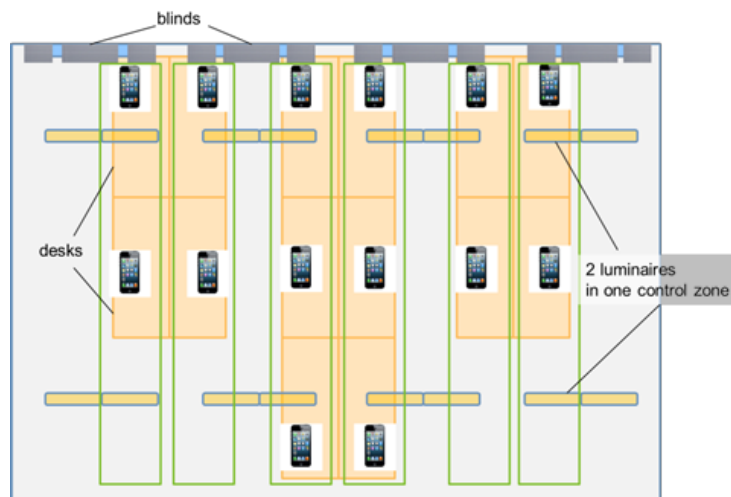 blinds
desks
2 luminaires
in one control zone